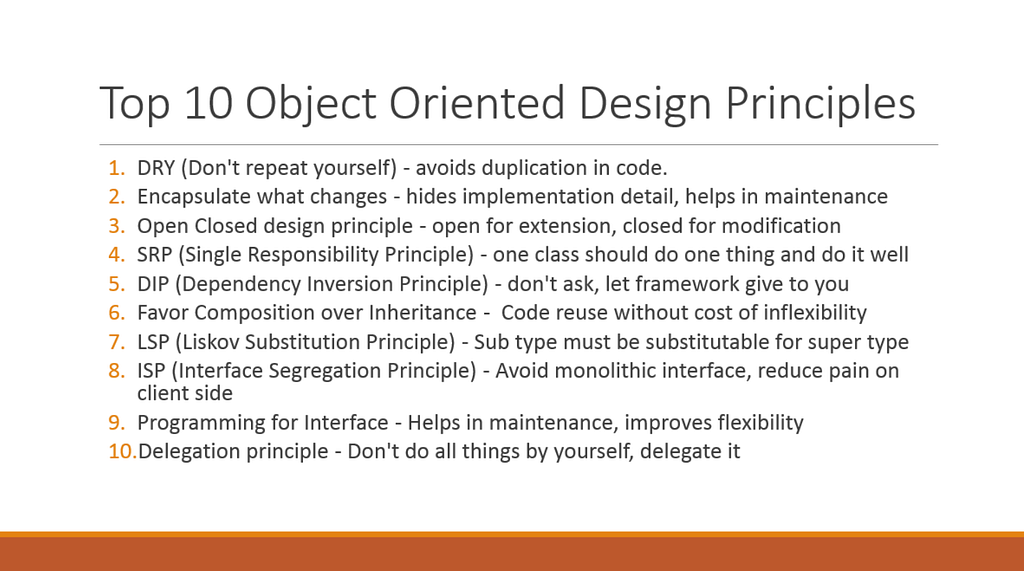 Top 10 Object Oriented Design Principles
1. DRY (Don't repeat yourself) - avoids duplication in code.
2. Encapsulate what changes - hides implementation detail, helps in maintenance
3. Open Closed design principle - open for extension, closed for modification
4. SRP (Single Responsibility Principle) - one class should do one thing and do it well
5. DIP (Dependency Inversion Principle) - don't ask, let framework give to you
6. Favor Composition over Inheritance -  Code reuse without cost of inflexibility
7. LSP (Liskov Substitution Principle) - Sub type must be substitutable for super type
8. ISP (Interface Segregation Principle) - Avoid monolithic interface, reduce pain on
client side
9. Programming for Interface - Helps in maintenance, improves flexibility
10.Delegation principle - Don't do all things by yourself, delegate it